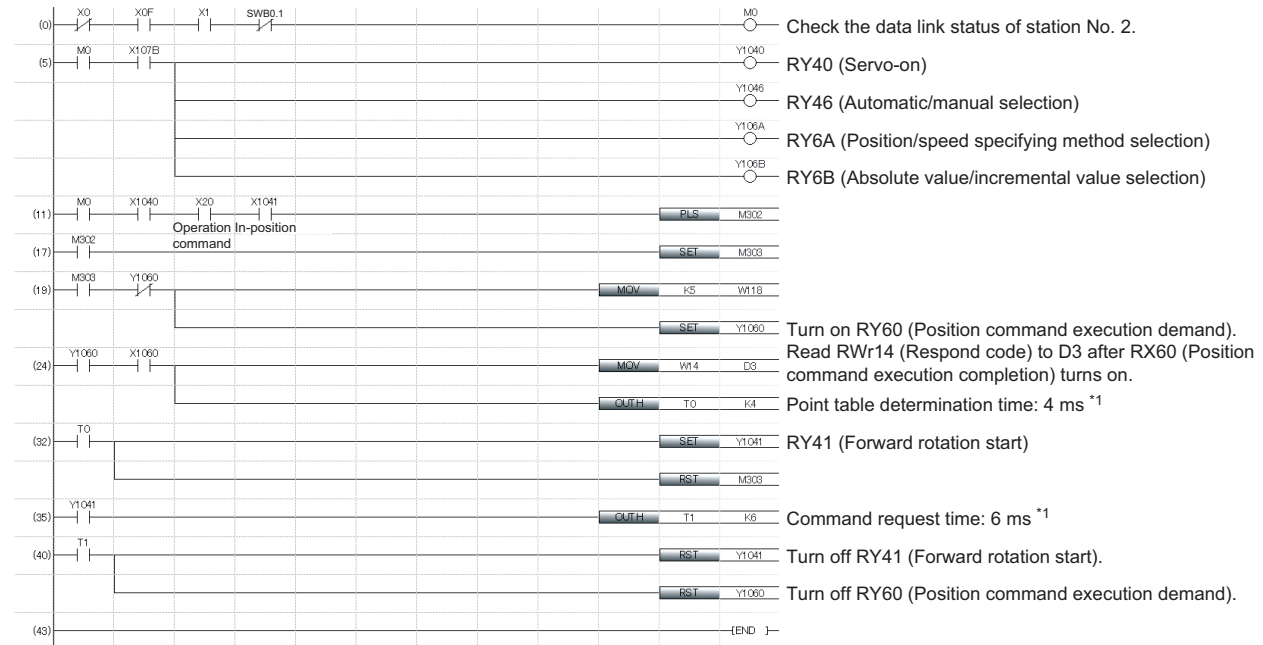 X0 X0F X1 SWB0.1 M0
(0) Check the data link status of station No. 2.
M0 X107B Y1040
(5) RY40 (Servo-on)
Y1046
RY46 (Automatic/manual selection)
Y106A
RY6A (Position/speed specifying method selection)
Y106B
RY6B (Absolute value/incremental value selection)
M0 X1040 X20 X1041
(11) PLS M302
Operation In-position
command
M302
(17) SET M303
M303 Y1060
(19) MOV K5 W118
SET Y1060 Turn on RY60 (Position command execution demand).
Y1060 X1060
(24) MOV W14 D3 Read RWr14 (Respond code) to D3 after RX60 (Position
command execution completion) turns on.
OUTH T0 K4 Point table determination time: 4 ms *1
T0
(32) SET Y1041 RY41 (Forward rotation start)
RST M303
Y1041
(35) OUTH T1 K6 Command request time: 6 ms *1
T1
(40) RST Y1041 Turn off RY41 (Forward rotation start).
RST Y1060 Turn off RY60 (Position command execution demand).
(43) [END ]